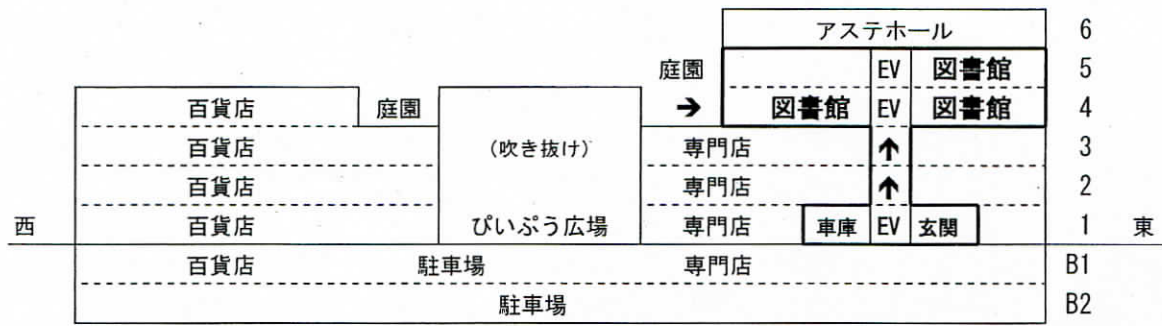 アステホール 6
庭園 EV 図書館 5
百貨店 庭園 → 図書館 EV 図書館 4
百貨店 (吹き抜け) 専門店 ↑ 3
百貨店 専門店 ↑ 2
西 百貨店 ぴいぷう広場 専門店 車庫 EV 玄関 1 東
百貨店 駐車場 専門店 B1
駐車場 B2